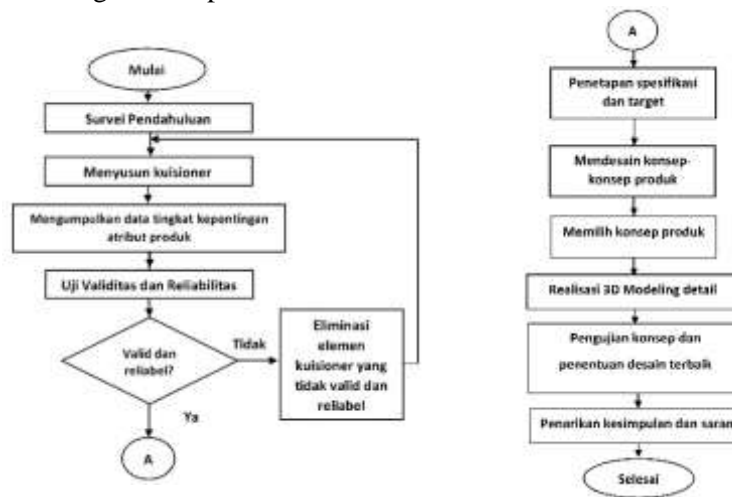 Mulai
Survei Pendahuluan
Menyusun kuisioner
Mengumpulkan data tingkat kepentingan
atribut produk
Uji Validitas dan Reliabilitas
Valid dan
reliabel?
Tidak
Eliminasi
elemen
kuisioner yang
tidak valid dan
reliabel
Ya
A
A
Penetapan spesifikasi
dan target
Mendesain konsep-
konsep produk
Memilih konsep produk
Realisasi 3D Modeling detail
Pengujian konsep dan
penentuan desain terbaik
Penarikan kesimpulan dan saran
Selesai